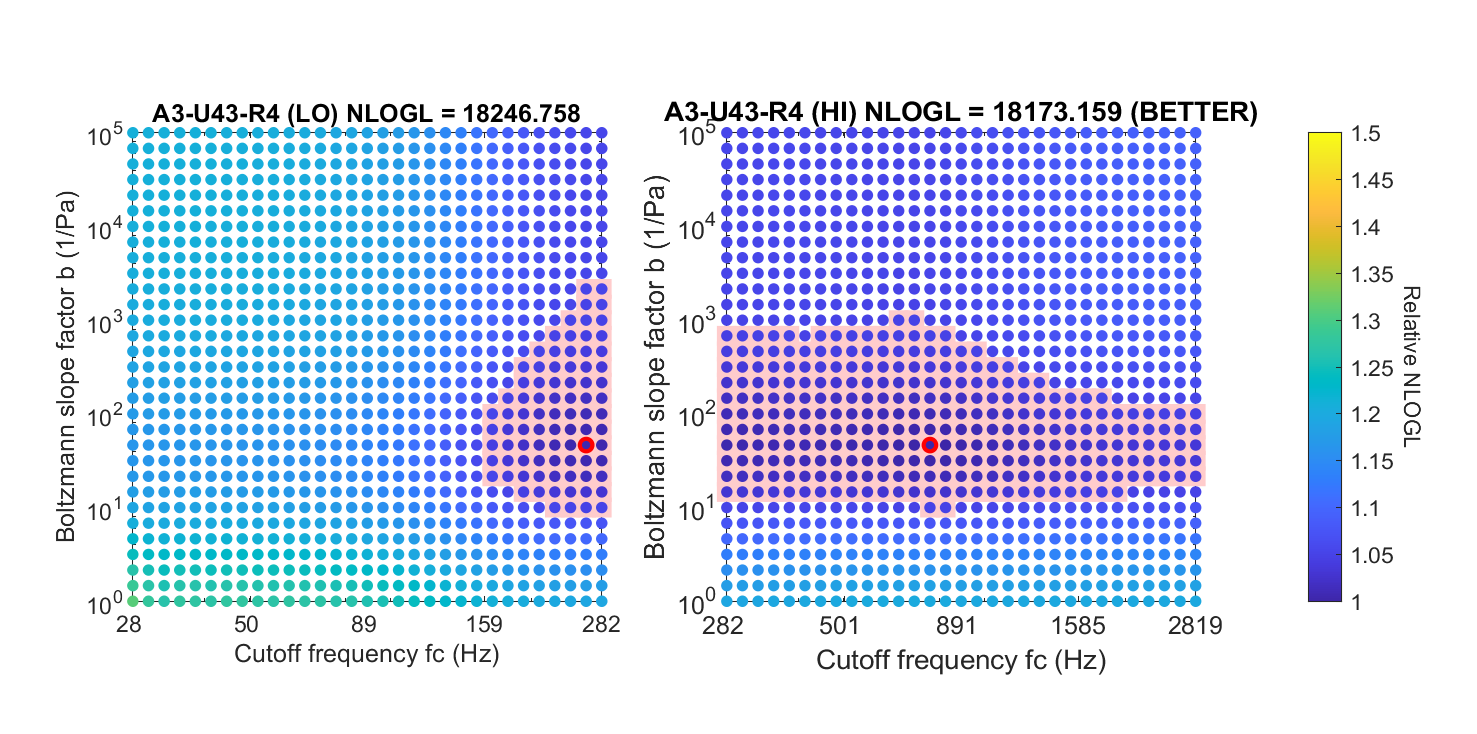 A3-U43-R4 (LO) NLOGL = 18246.758
A3-U43-R4 (HI) NLOGL = 18173.159 (BETTER)
Boltzmann slope factor b (1/Pa)
10^5
10^4
10^3
10^2
10^1
10^0
28 50 89 159 282
Cutoff frequency fc (Hz)
Boltzmann slope factor b (1/Pa)
10^5
10^4
10^3
10^2
10^1
10^0
282 501 891 1585 2819
Cutoff frequency fc (Hz)
1.5
1.45
1.4
1.35
1.3
1.25
1.2
1.15
1.1
1.05
1
Relative NLOGL